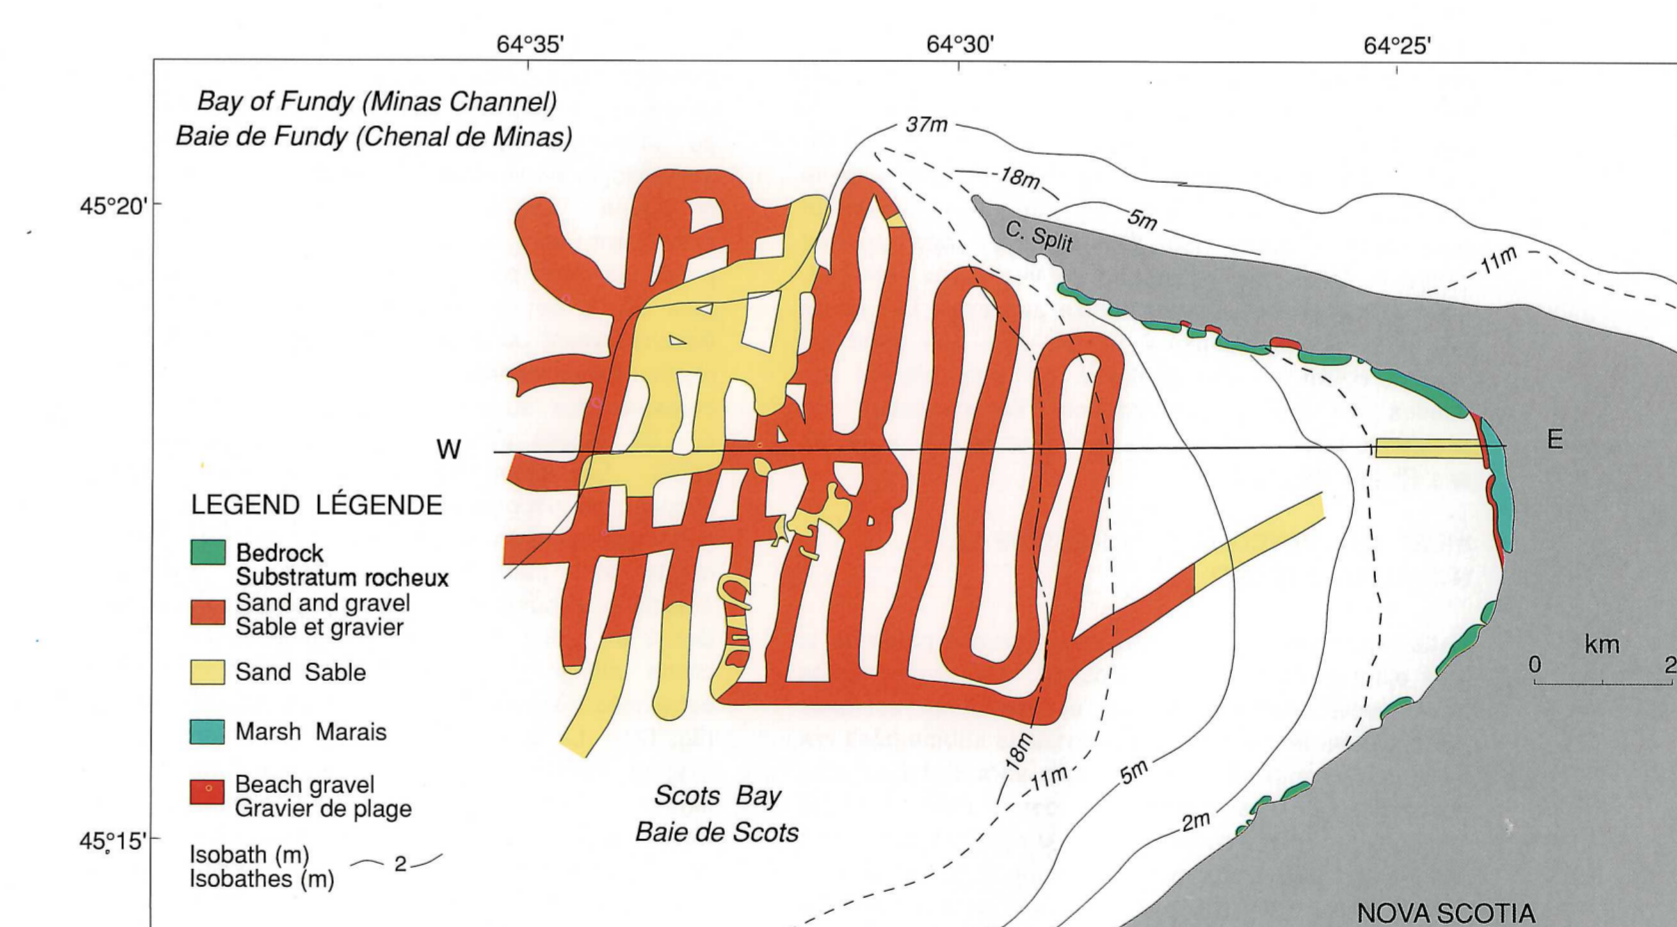 64°35' 64°30' 64°25'
Bay of Fundy (Minas Channel)
Baie de Fundy (Chenal de Minas)
37m
18m
5m
C. Split
11m
45°20'
W
E
LEGEND LÉGENDE
Bedrock
Substratum rocheux
Sand and gravel
Sable et gravier
Sand Sable
Marsh Marais
Beach gravel
Gravier de plage
Isobath (m)
Isobathes (m)
2
km
0 2
18m
11m
5m
2m
Scots Bay
Baie de Scots
45°15'
NOVA SCOTIA